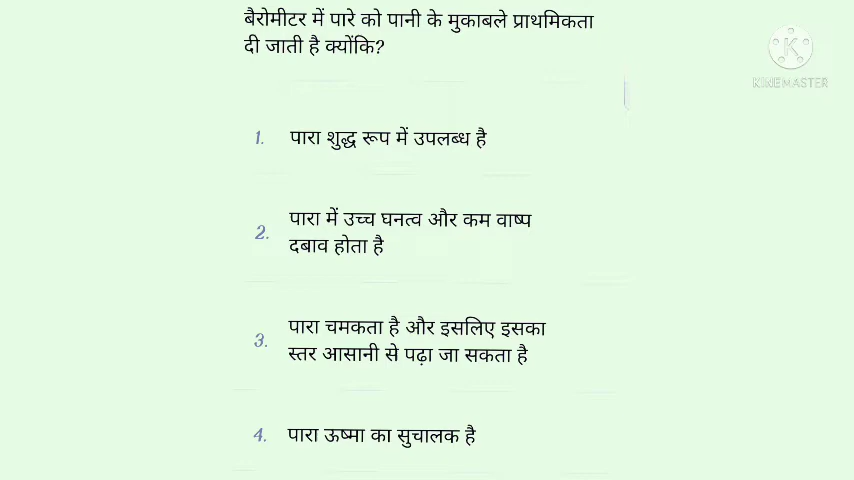 बैरोमीटर में पारे को पानी के मुकाबले प्राथमिकता
दी जाती है क्योंकि?
K
KINEMASTER
1. पारा शुद्ध रूप में उपलब्ध है
2. पारा में उच्च घनत्व और कम वाष्प
दबाव होता है
3. पारा चमकता है और इसलिए इसका
स्तर आसानी से पढ़ा जा सकता है
4. पारा ऊष्मा का सुचालक है